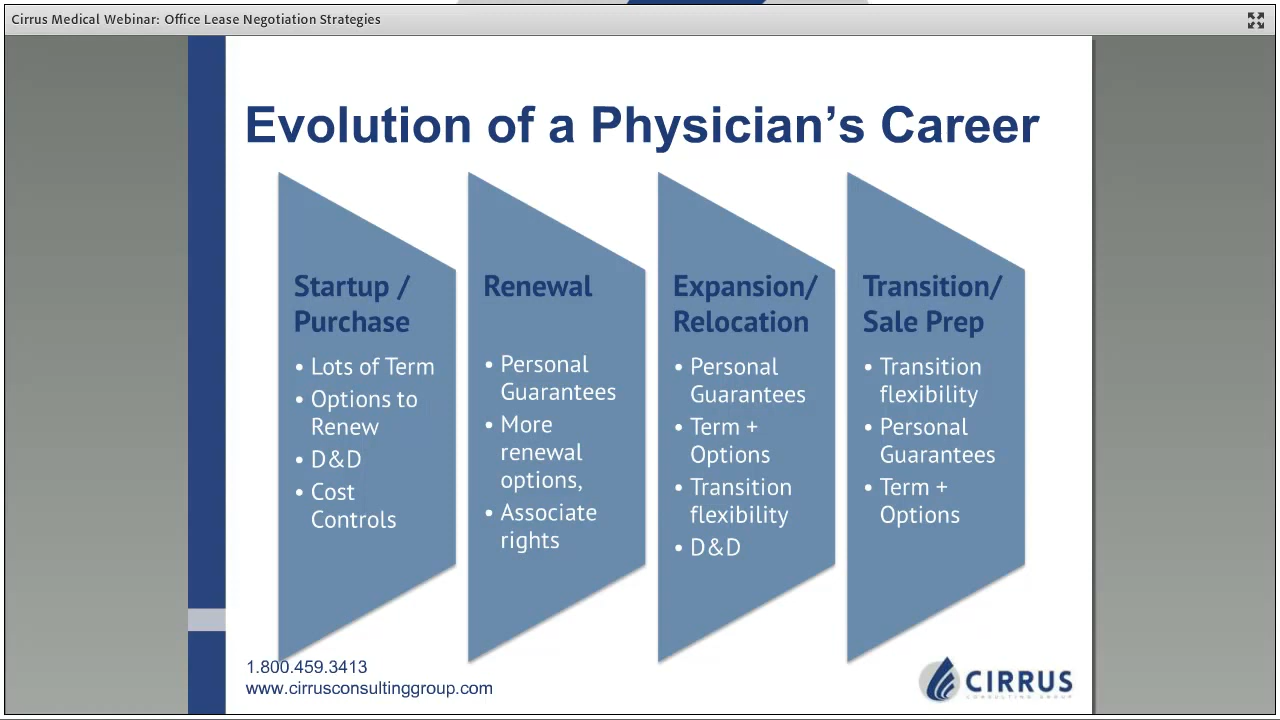 Cirrus Medical Webinar: Office Lease Negotiation Strategies
Evolution of a Physician’s Career
Startup /
Purchase
• Lots of Term
• Options to
Renew
• D&D
• Cost
Controls
Renewal
• Personal
Guarantees
• More
renewal
options,
• Associate
rights
Expansion/
Relocation
• Personal
Guarantees
• Term +
Options
• Transition
flexibility
• D&D
Transition/
Sale Prep
• Transition
flexibility
• Personal
Guarantees
• Term +
Options
1.800.459.3413
www.cirrusconsultinggroup.com
CIRRUS
CONSULTING GROUP